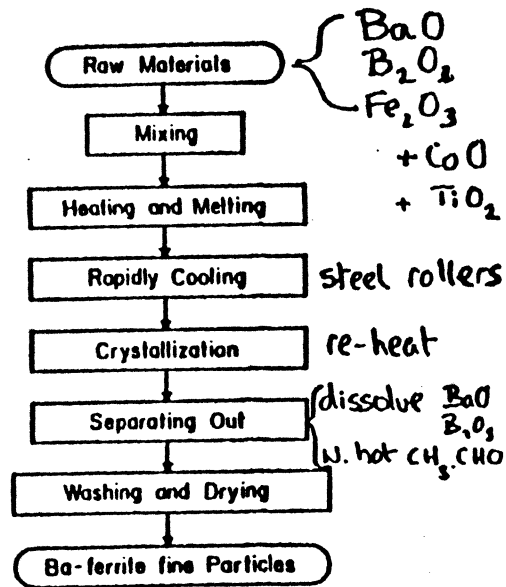 Raw Materials
BaO
B₂O₂
Fe₂O₃
+ CoO
+ TiO₂
Mixing
Heating and Melting
Rapidly Cooling
steel rollers
Crystallization
re-heat
Separating Out
dissolve BaO
B₂O₃
W. hot CH₃.CHO
Washing and Drying
Ba-ferrite fine Particles